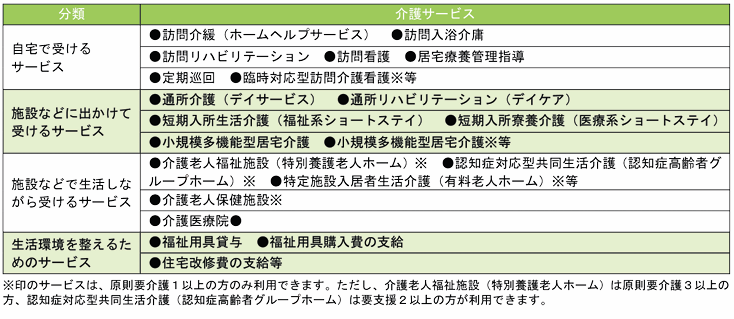 分類　介護サービス
自宅で受ける
サービス
●訪問介緩（ホームヘルプサービス）　●訪問入浴介庸
●訪問リハビリテーション　●訪問看護　●居宅療養管理指導
●定期巡回　●臨時対応型訪問介護看護※等
施設などに出かけて
受けるサービス
●通所介護（デイサービス）　●通所リハビリテーション（デイケア）
●短期入所生活介護（福祉系ショートステイ）　●短期入所寮養介護（医療系ショートステイ）
●小規模多機能型居宅介護　●小規模多機能型居宅介護※等
施設などで生活しな
がら受けるサービス
●介護老人福祉施設（特別養護老人ホーム）※　●認知症対応型共同生活介護（認知症高齢者グ
ループホーム）※　●特定施設入居者生活介護（有料老人ホーム）※等
●介護老人保健施設※
●介護医療院●
生活環境を整えるた
めのサービス
●福祉用具貸与　●福祉用具購入費の支給
●住宅改修費の支給等
※印のサービスは、原則要介護１以上の方のみ利用できます。ただし、介護老人福祉施設（特別養護老人ホーム）は原則要介護３以上の
方、認知症対応型共同生活介護（認知症高齢者グループホーム）は要支援２以上の方が利用できます。